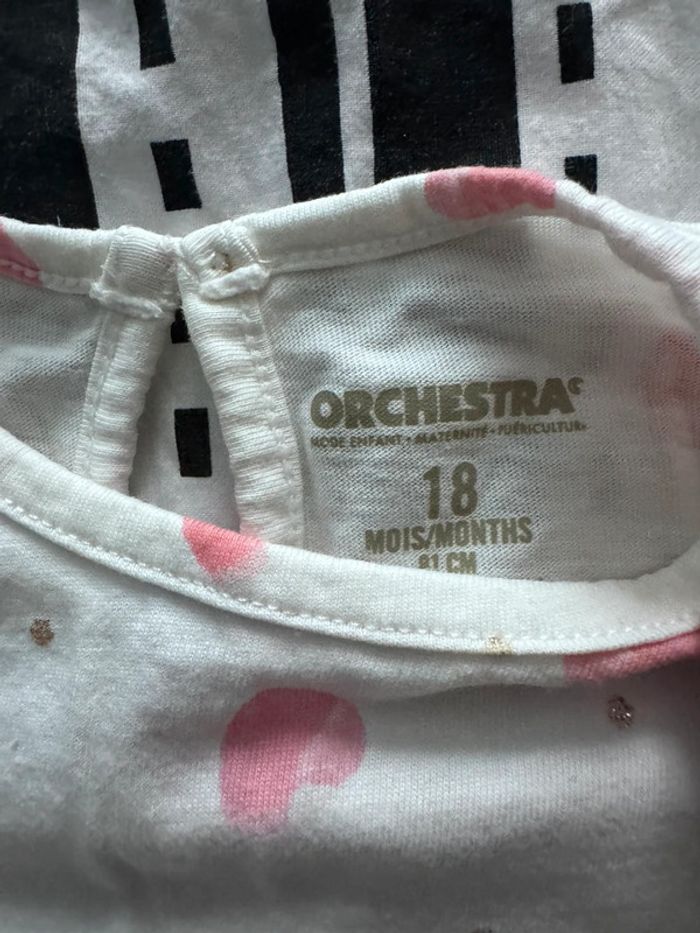 ORCHESTRA
MODE ENFANT • MATERNITÉ • PUÉRICULTURE
18
MOIS/MONTHS
81 CM